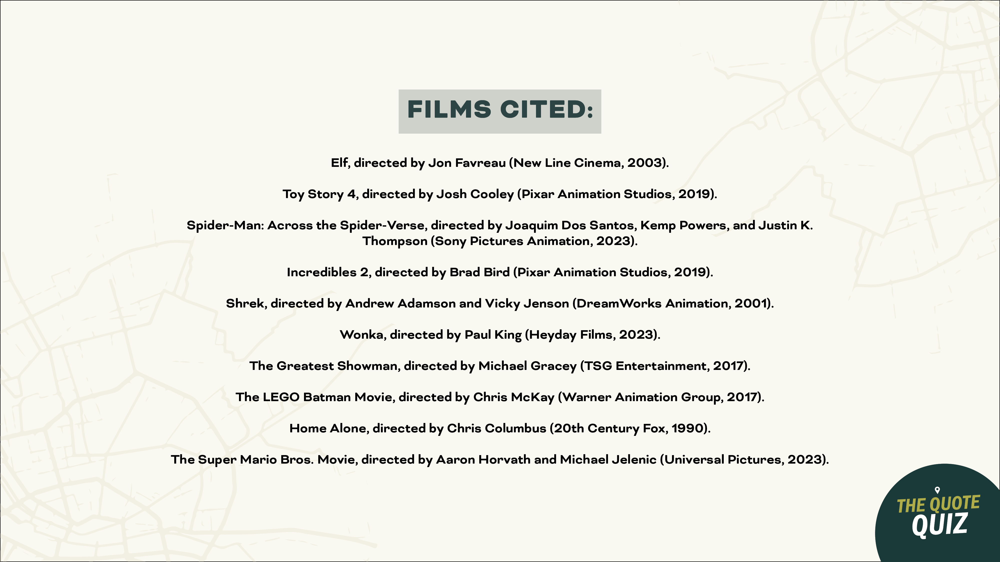 FILMS CITED:
Elf, directed by Jon Favreau (New Line Cinema, 2003).
Toy Story 4, directed by Josh Cooley (Pixar Animation Studios, 2019).
Spider-Man: Across the Spider-Verse, directed by Joaquim Dos Santos, Kemp Powers, and Justin K.
Thompson (Sony Pictures Animation, 2023).
Incredibles 2, directed by Brad Bird (Pixar Animation Studios, 2019).
Shrek, directed by Andrew Adamson and Vicky Jenson (DreamWorks Animation, 2001).
Wonka, directed by Paul King (Heyday Films, 2023).
The Greatest Showman, directed by Michael Gracey (TSG Entertainment, 2017).
The LEGO Batman Movie, directed by Chris McKay (Warner Animation Group, 2017).
Home Alone, directed by Chris Columbus (20th Century Fox, 1990).
The Super Mario Bros. Movie, directed by Aaron Horvath and Michael Jelenic (Universal Pictures, 2023).
THE QUOTE
QUIZ